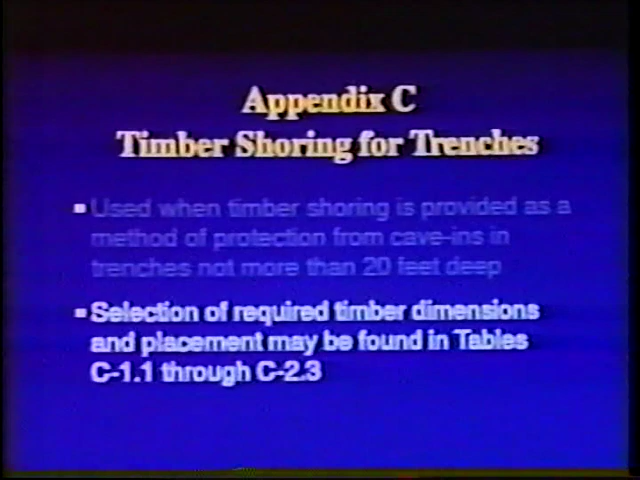 Appendix C
Timber Shoring for Trenches
Used when timber shoring is provided as a
method of protection from cave-ins in
trenches not more than 20 feet deep
Selection of required timber dimensions
and placement may be found in Tables
C-1.1 through C-2.3